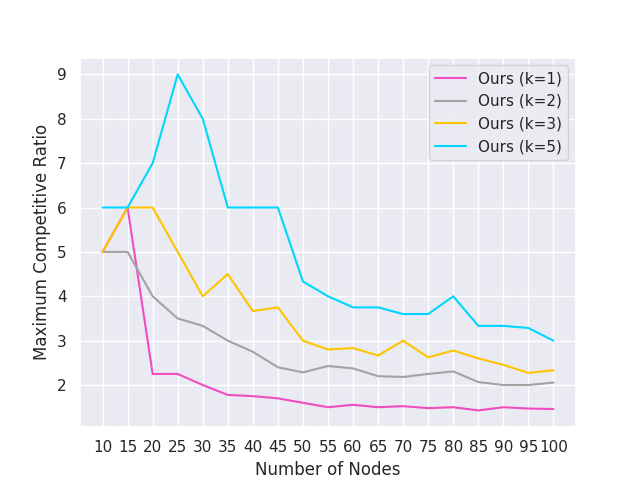 Ours (k=1)
Ours (k=2)
Ours (k=3)
Ours (k=5)
Maximum Competitive Ratio
9
8
7
6
5
4
3
2
10 15 20 25 30 35 40 45 50 55 60 65 70 75 80 85 90 95 100
Number of Nodes